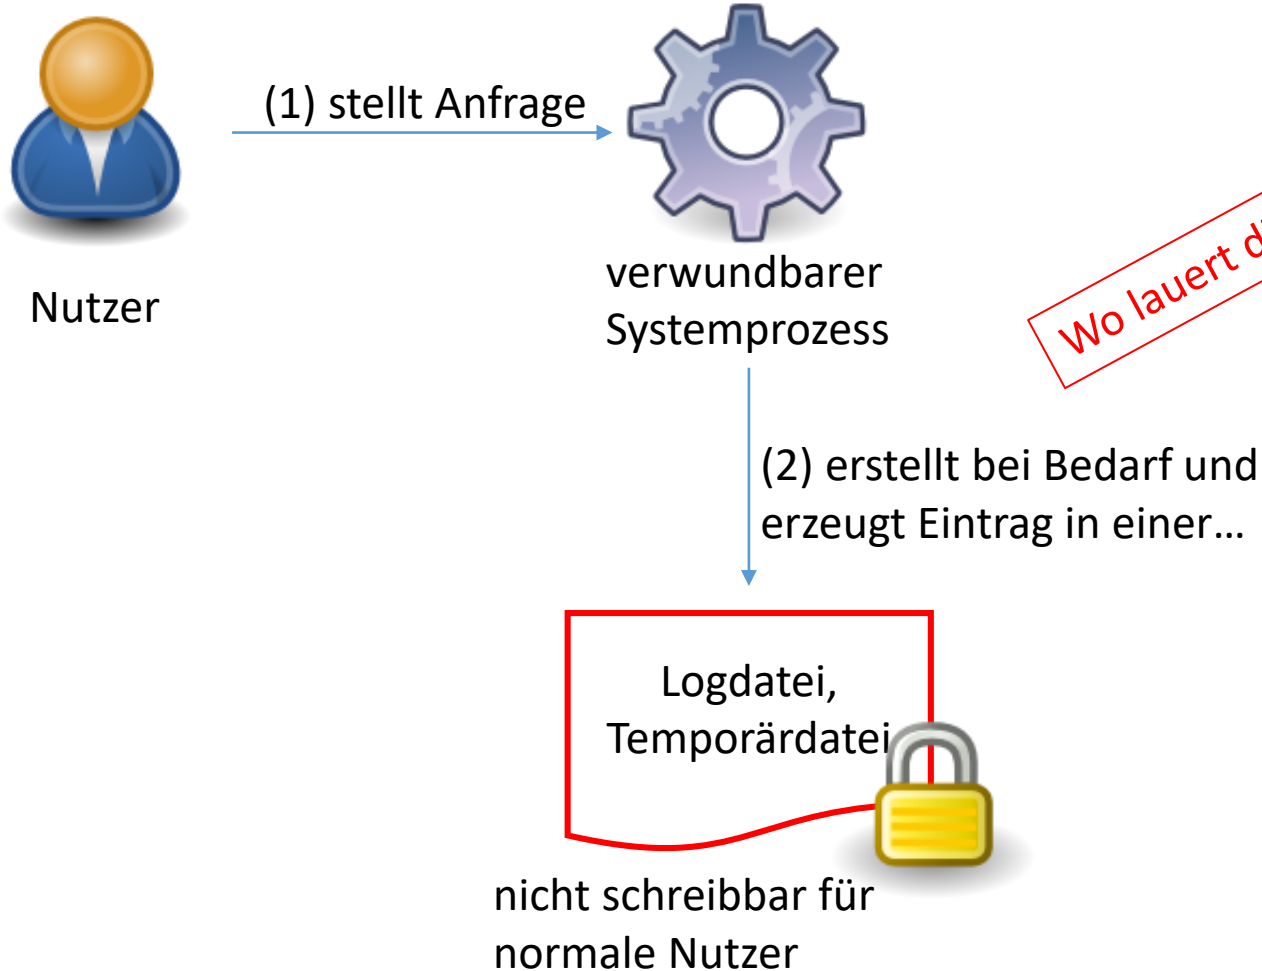 (1) stellt Anfrage
Nutzer
verwundbarer
Systemprozess
Wo lauert
(2) erstellt bei Bedarf und
erzeugt Eintrag in einer…
Logdatei,
Temporärdatei
nicht schreibbar für
normale Nutzer